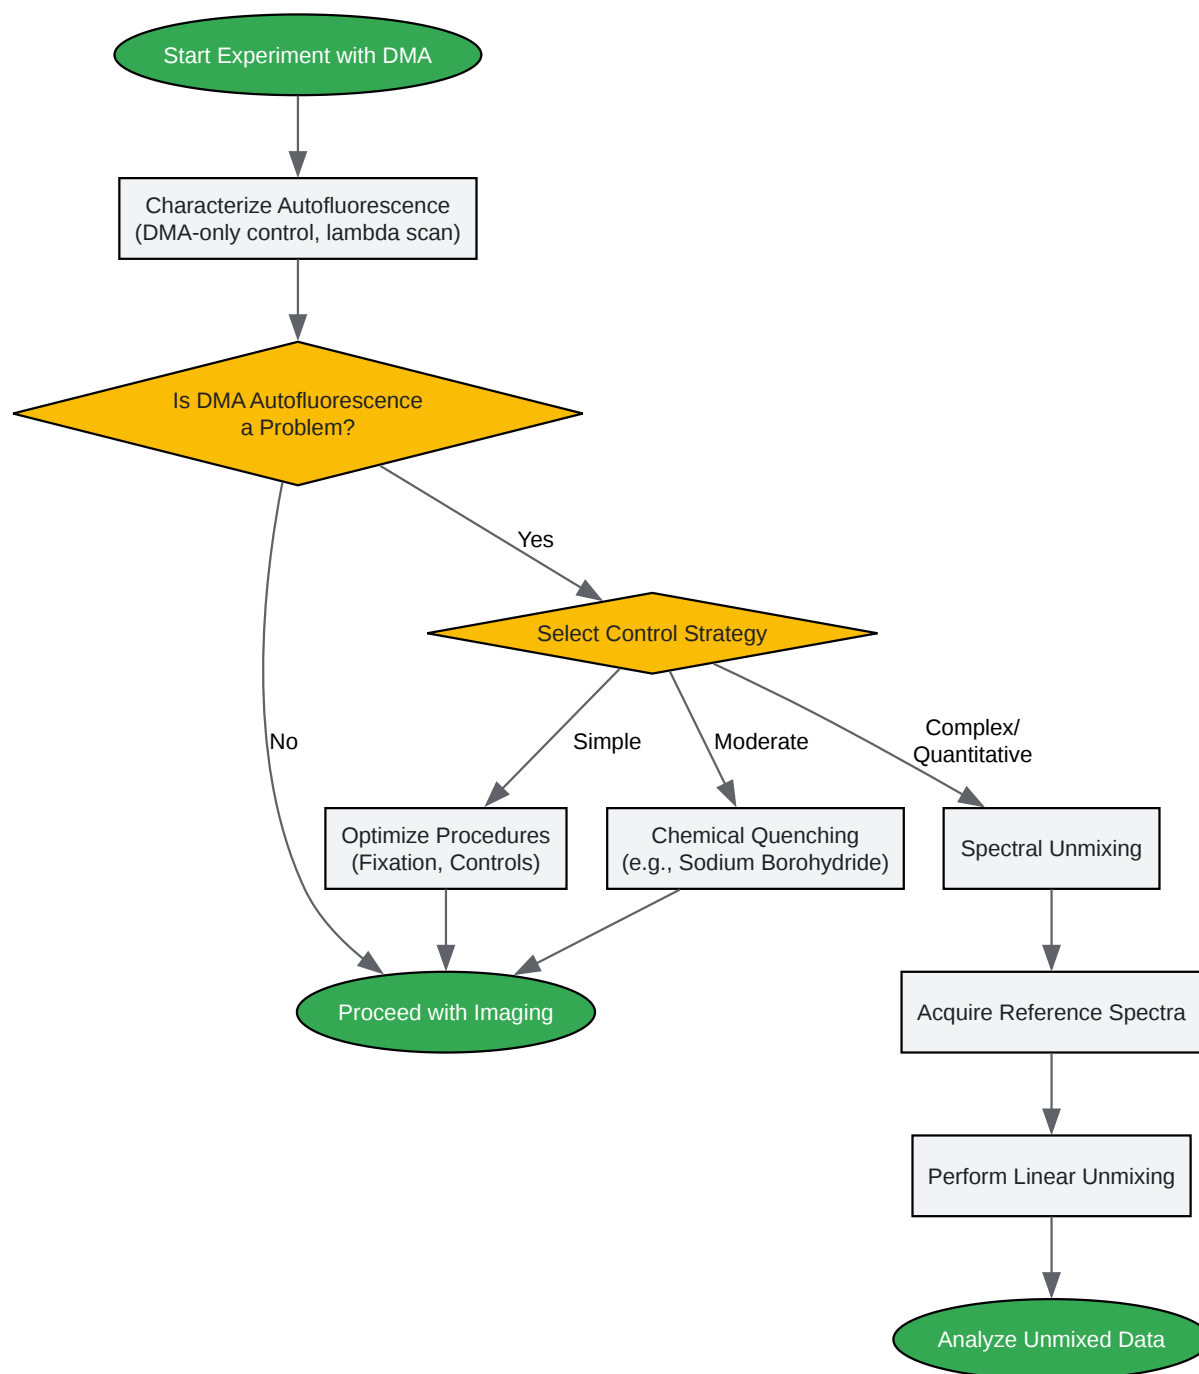 Start Experiment with DMA
Characterize Autofluorescence
(DMA-only control, lambda scan)
Is DMA Autofluorescence
a Problem?
Yes
Select Control Strategy
No
Simple
Moderate
Complex/
Quantitative
Optimize Procedures
(Fixation, Controls)
Chemical Quenching
(e.g., Sodium Borohydride)
Spectral Unmixing
Proceed with Imaging
Acquire Reference Spectra
Perform Linear Unmixing
Analyze Unmixed Data